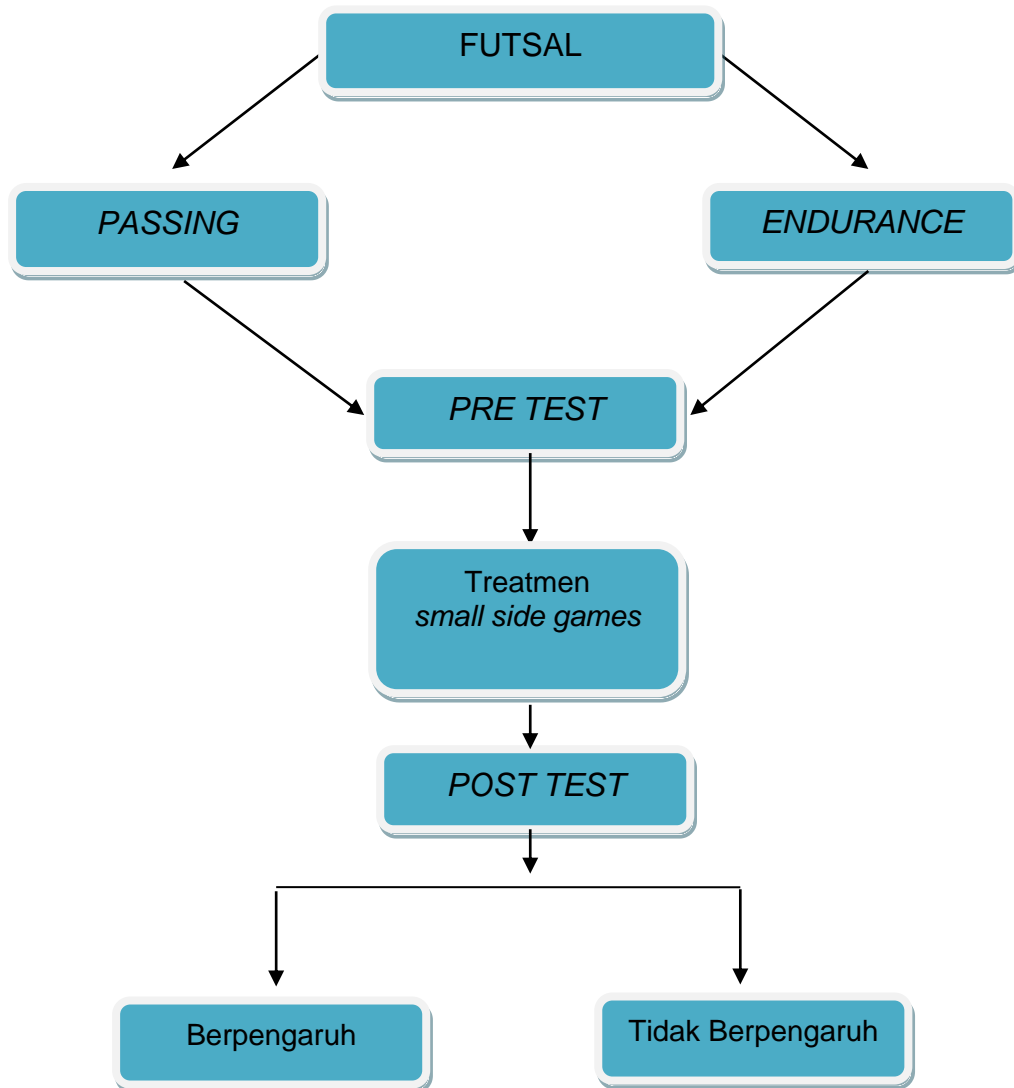 FUTSAL
PASSING
ENDURANCE
PRE TEST
Treatmen
small side games
POST TEST
Berpengaruh
Tidak Berpengaruh